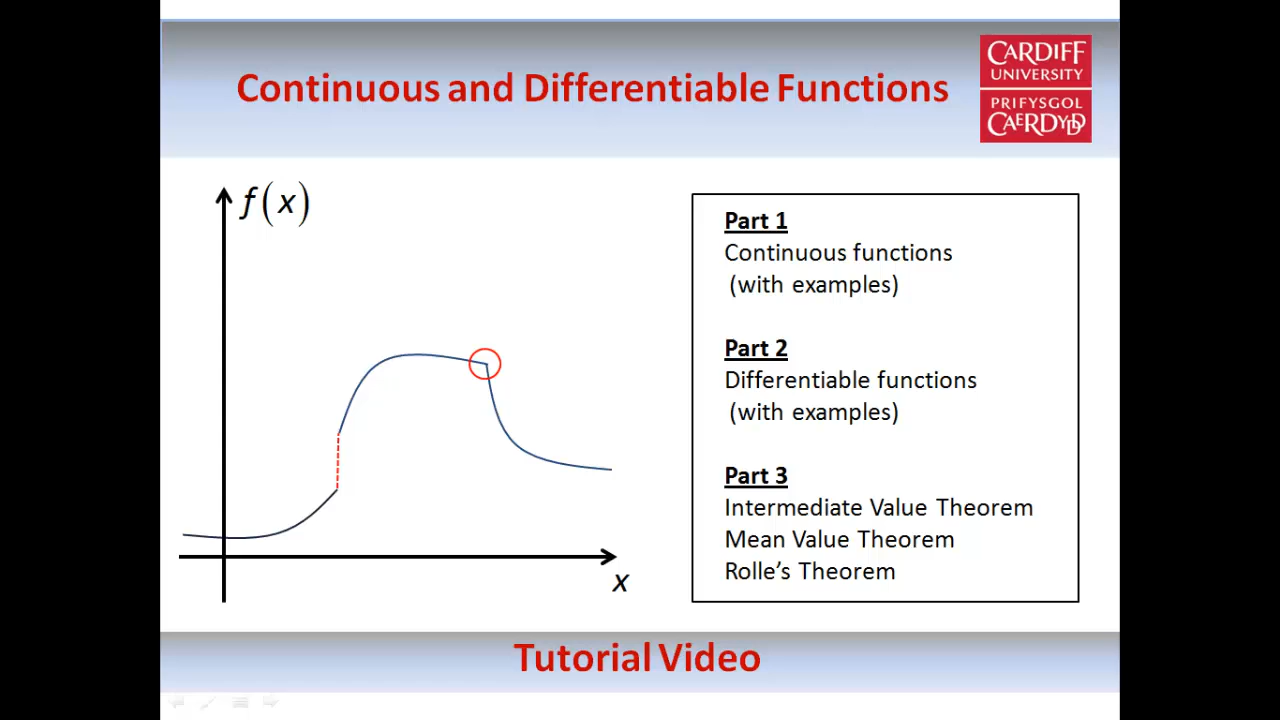 Continuous and Differentiable Functions
CARDIFF
UNIVERSITY
PRIFYSGOL
CAERDYDD
f(x)
x
Part 1
Continuous functions
(with examples)
Part 2
Differentiable functions
(with examples)
Part 3
Intermediate Value Theorem
Mean Value Theorem
Rolle’s Theorem
Tutorial Video